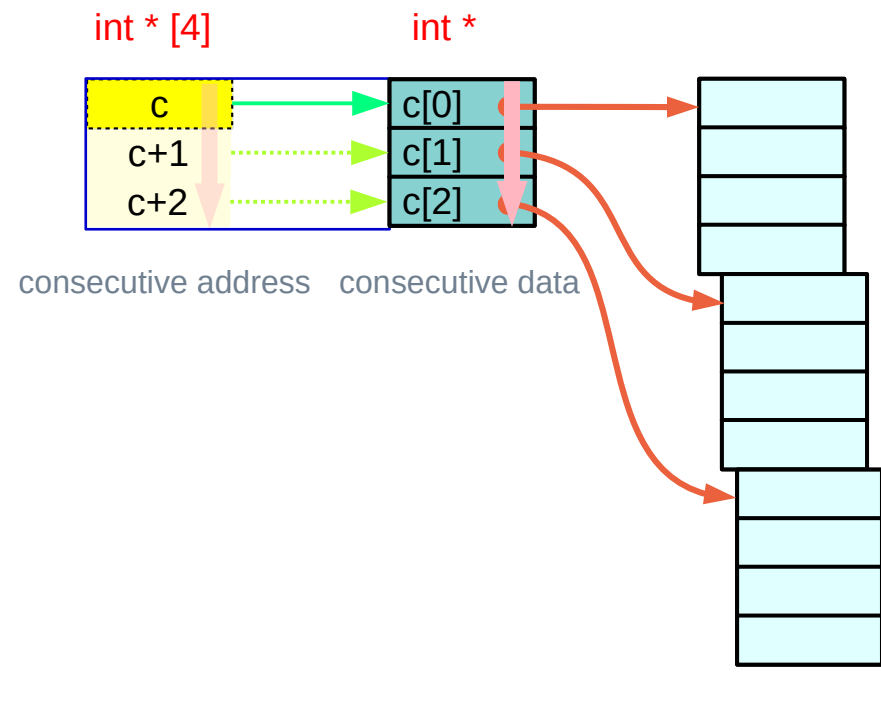 int * [4] int *
c c[0]
c+1 c[1]
c+2 c[2]
consecutive address consecutive data